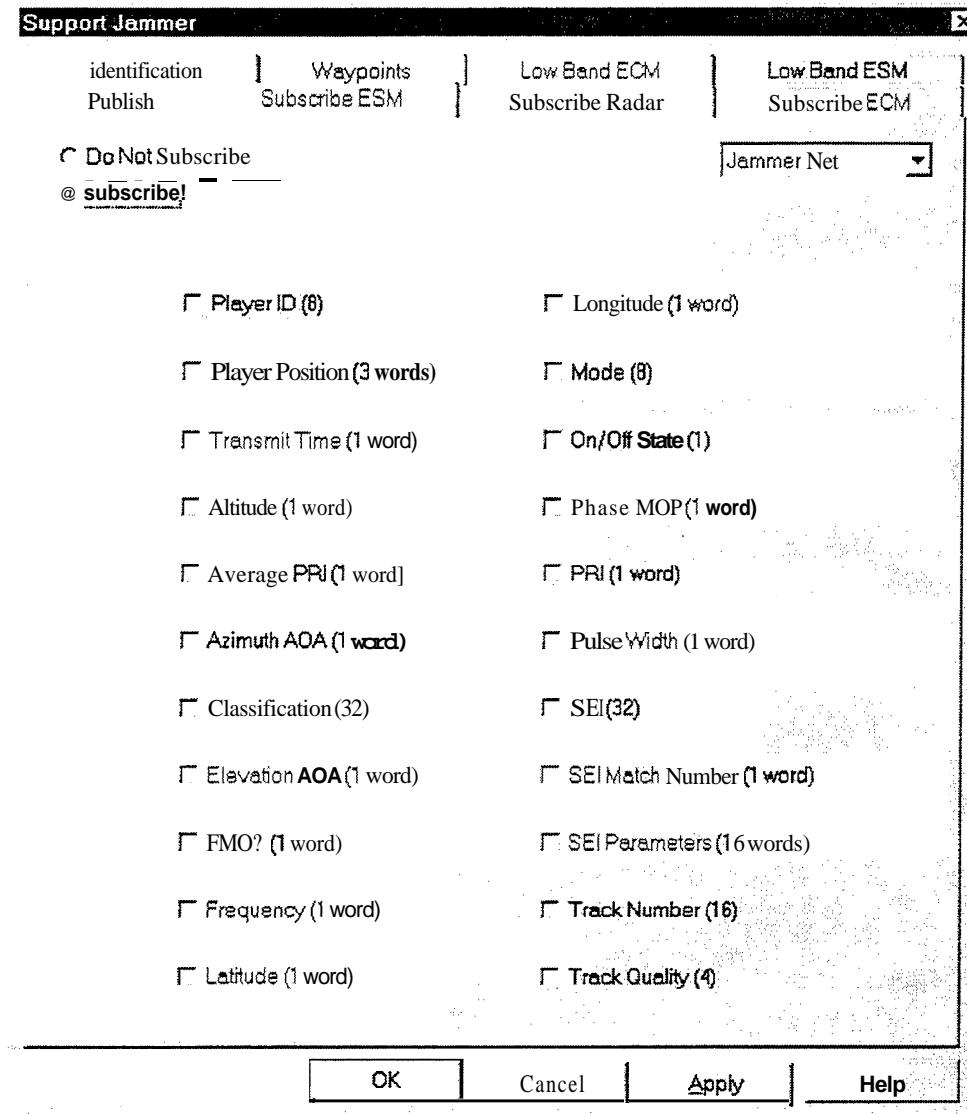 Support Jammer
identification Waypoints Low Band ECM Low Band ESM
Publish Subscribe ESM Subscribe Radar Subscribe ECM
Do Not Subscribe Jammer Net
@ subscribe!
Player ID (8) Longitude (1 word)
Player Position (3 words) Mode (8)
Transmit Time (1 word) On/Off State (1)
Altitude (1 word) Phase MOP (1 word)
Average PRI (1 word] PRI (1 word)
Azimuth AOA (1 word) Pulse Width (1 word)
Classification (32) SEI (32)
Elevation AOA (1 word) SEI Match Number (1 word)
FMO? (1 word) SEI Parameters (16 words)
Frequency (1 word) Track Number (16)
Latitude (1 word) Track Quality (4)
OK Cancel Apply Help